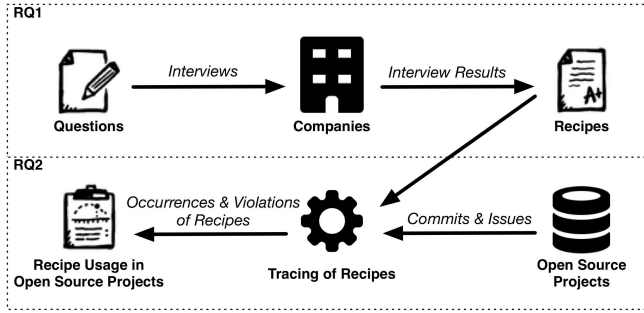 RQ1
Interviews
Interview Results
Questions
Companies
A+
Recipes
RQ2
Occurrences & Violations
of Recipes
Commits & Issues
Recipe Usage in
Open Source Projects
Tracing of Recipes
Open Source
Projects